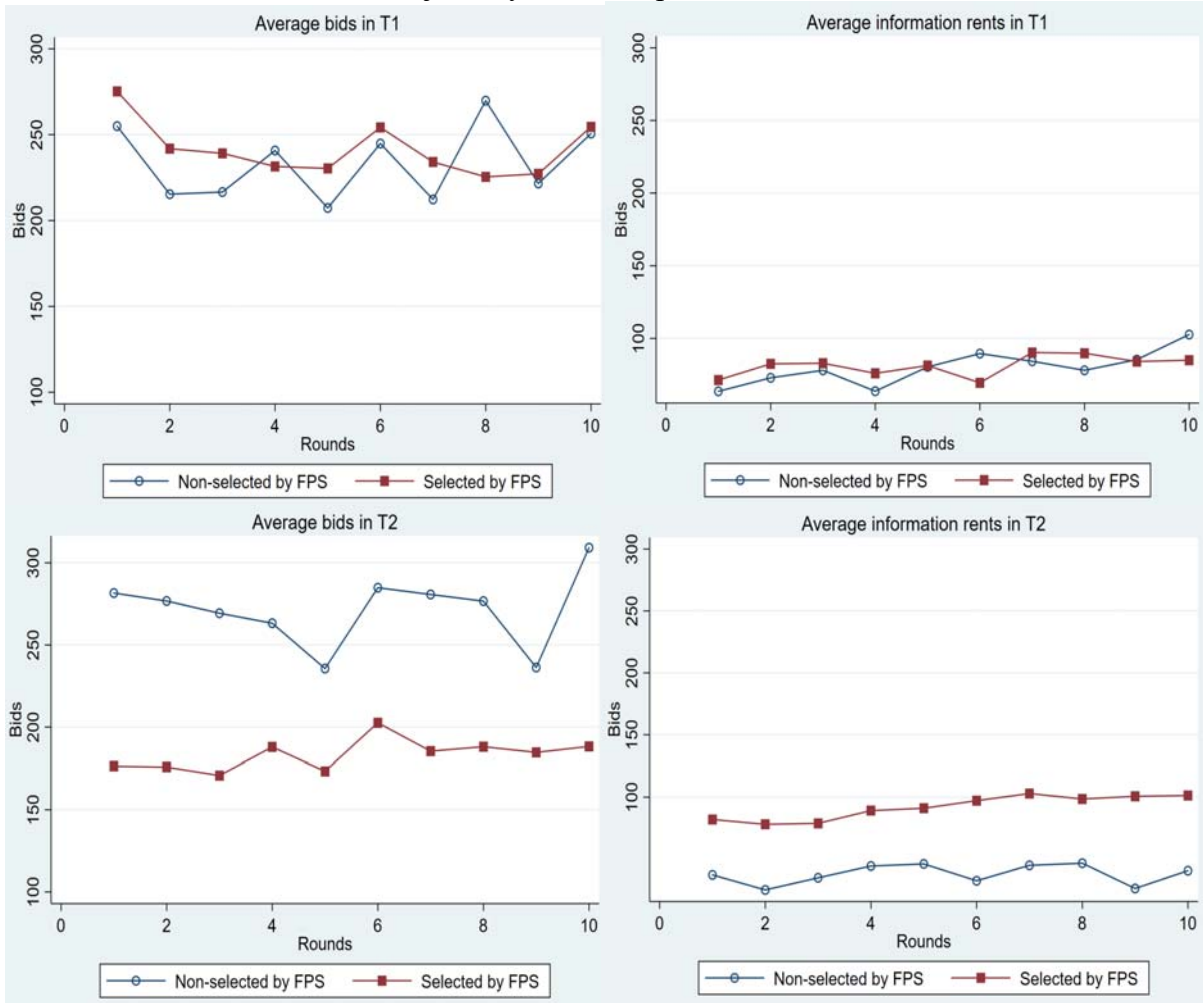 Average bids in T1
300
250
200
150
100
Bids
0 2 4 6 8 10
Rounds
Non-selected by FPS Selected by FPS
Average information rents in T1
300
250
200
150
100
Bids
0 2 4 6 8 10
Rounds
Non-selected by FPS Selected by FPS
Average bids in T2
300
250
200
150
100
Bids
0 2 4 6 8 10
Rounds
Non-selected by FPS Selected by FPS
Average information rents in T2
300
250
200
150
100
Bids
0 2 4 6 8 10
Rounds
Non-selected by FPS Selected by FPS